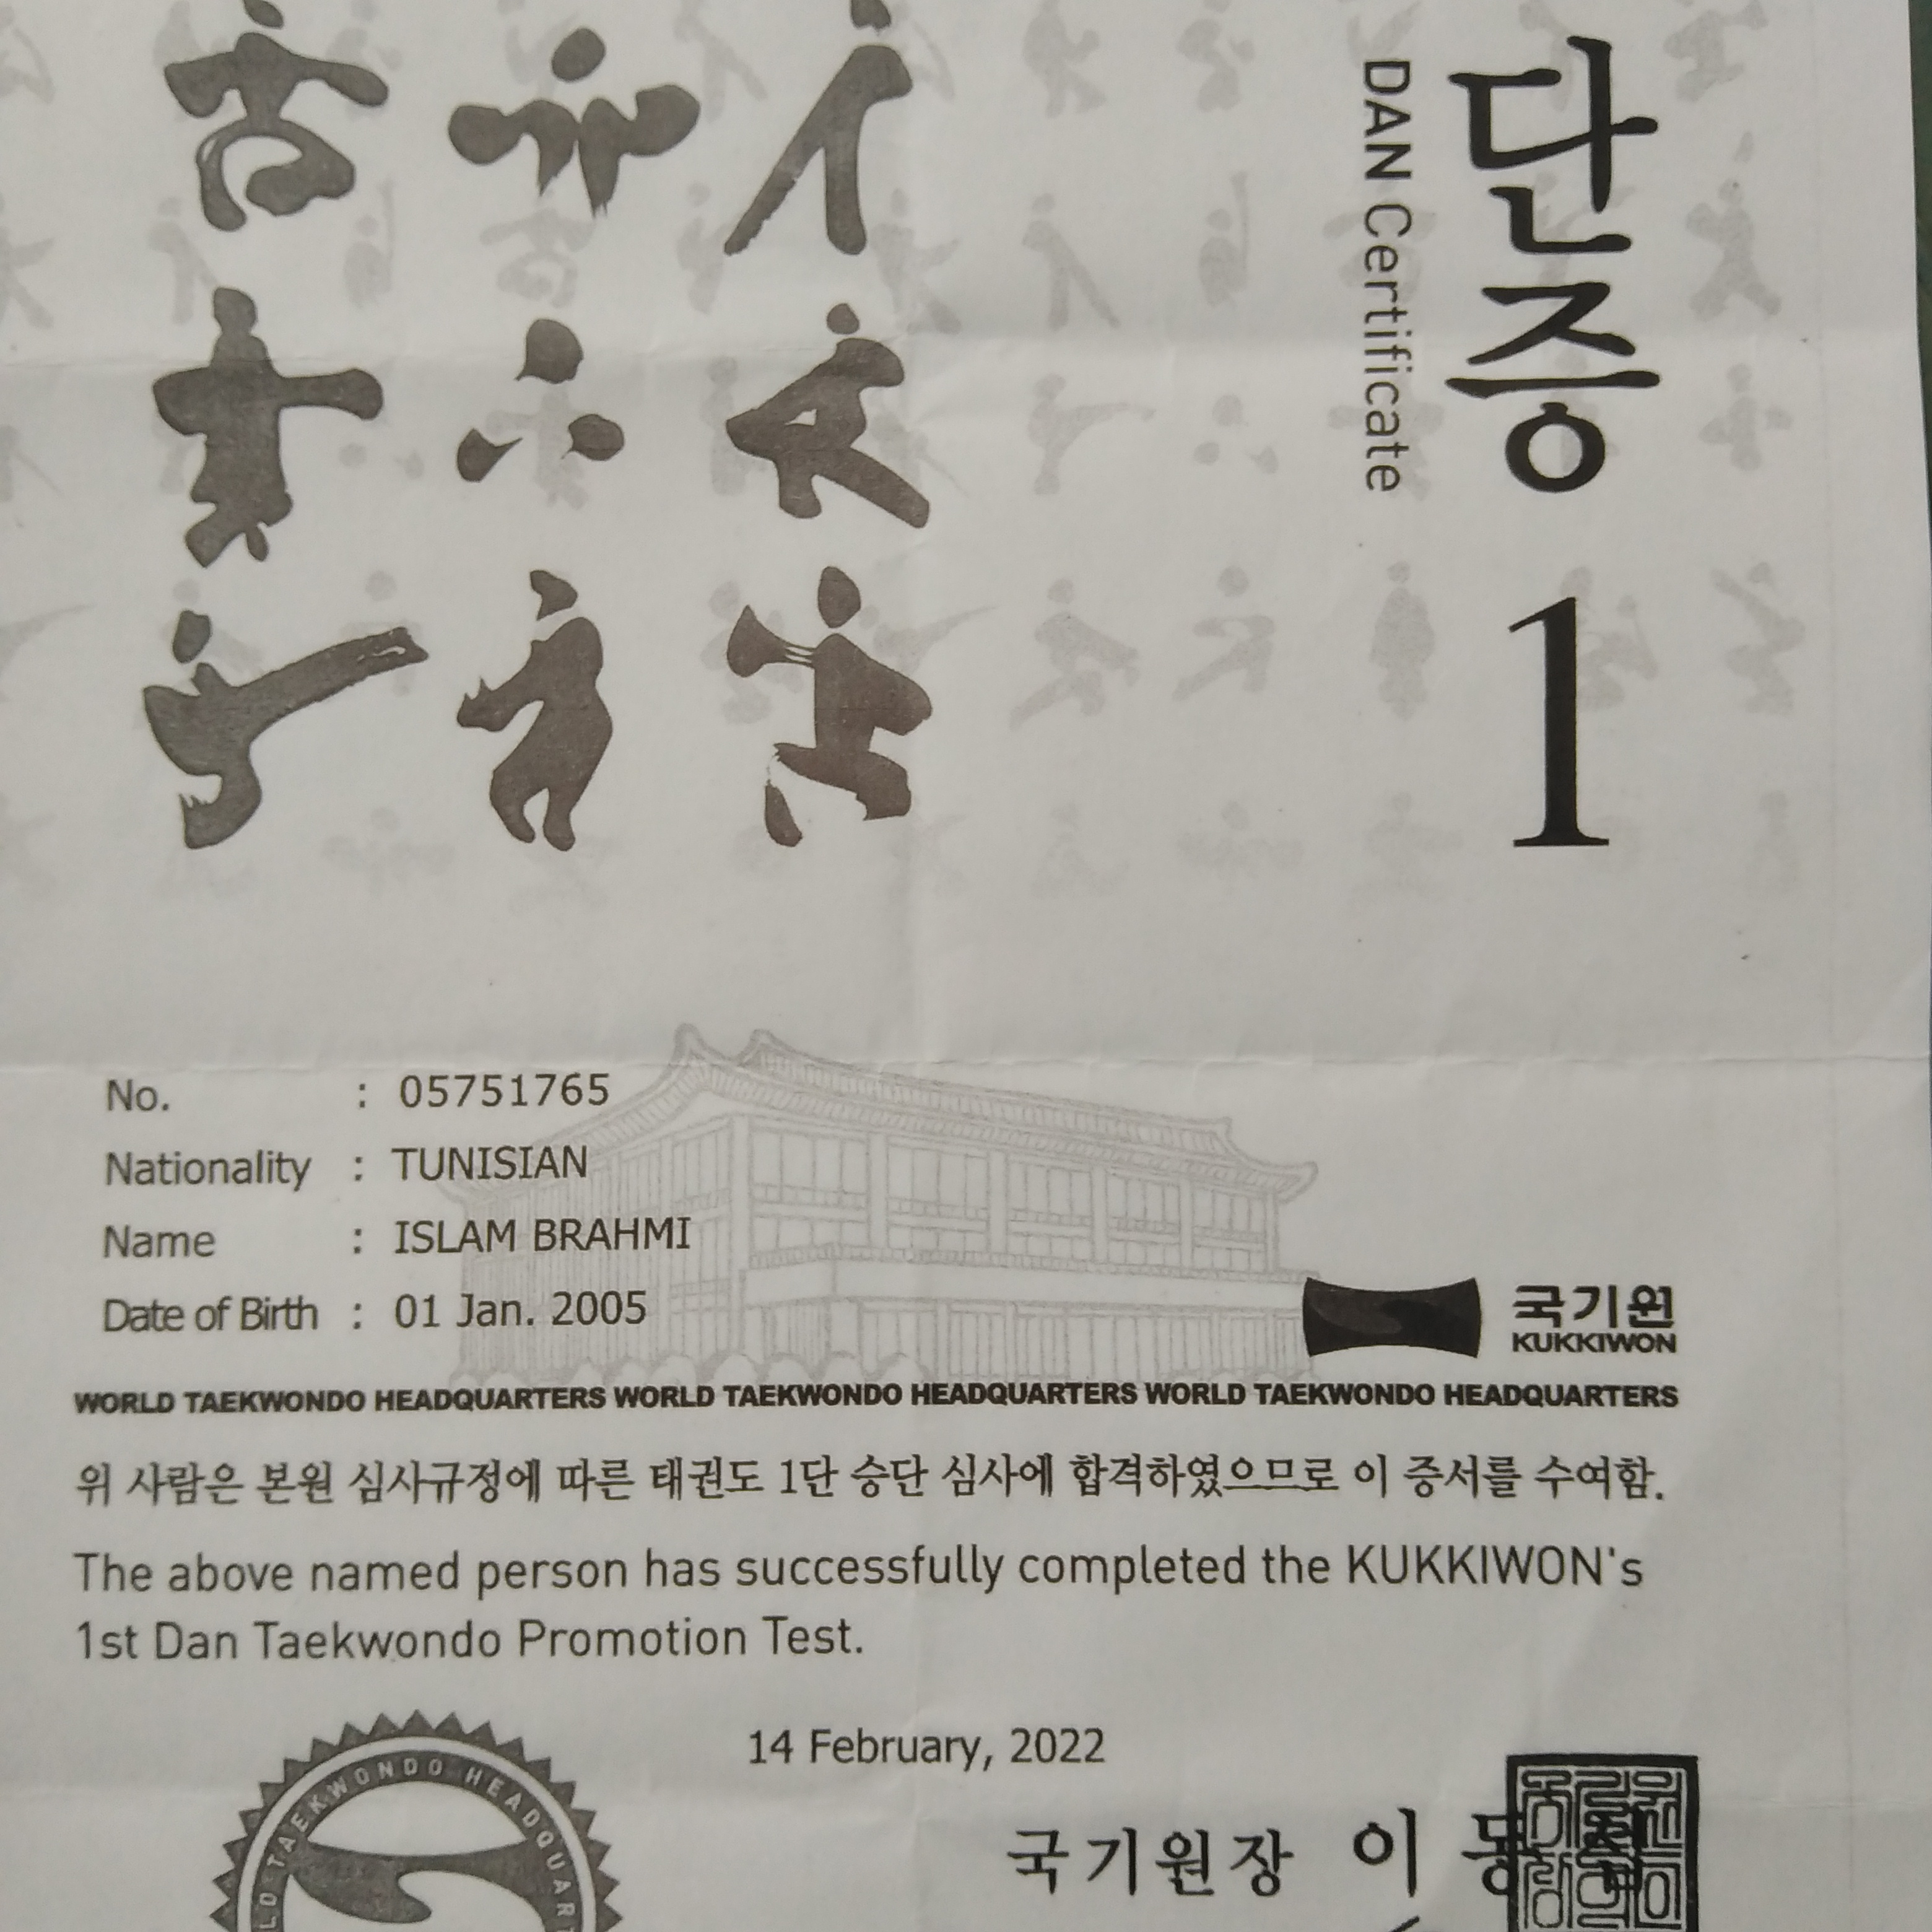 단증
DAN Certificate
1
No. : 05751765
Nationality : TUNISIAN
Name : ISLAM BRAHMI
Date of Birth : 01 Jan. 2005
국기원
KUKKIWON
WORLD TAEKWONDO HEADQUARTERS WORLD TAEKWONDO HEADQUARTERS WORLD TAEKWONDO HEADQUARTERS
위 사람은 본원 심사규정에 따른 태권도 1단 승단 심사에 합격하였으므로 이 증서를 수여함.
The above named person has successfully completed the KUKKIWON's
1st Dan Taekwondo Promotion Test.
14 February, 2022
TAEKWONDO
국기원장 이 동